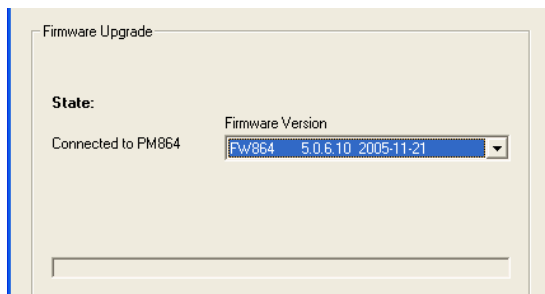 Firmware Upgrade
State:
Firmware Version
Connected to PM864
FW864 5.0.6.10 2005-11-21